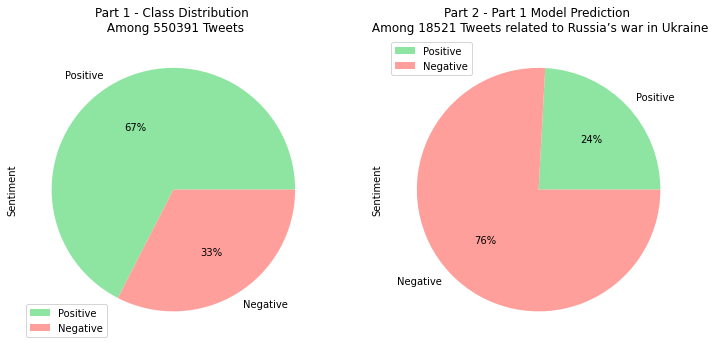 Part 1 - Class Distribution
Among 550391 Tweets
Positive
67%
Sentiment
33%
Negative
Positive
Negative
Part 2 - Part 1 Model Prediction
Among 18521 Tweets related to Russia’s war in Ukraine
Positive
Negative
Positive
24%
Sentiment
76%
Negative